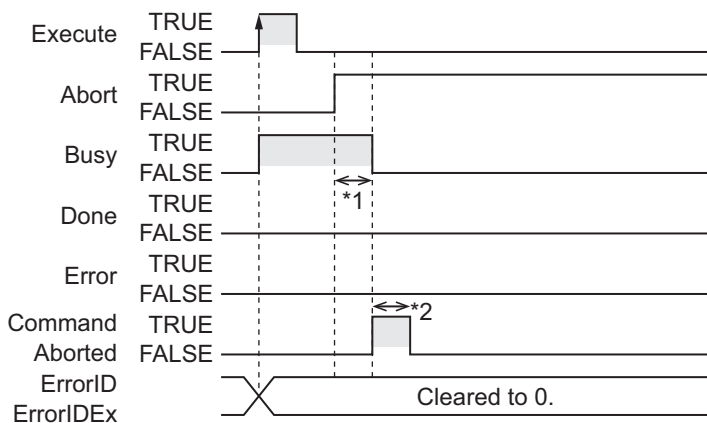 Execute TRUE
FALSE
Abort TRUE
FALSE
Busy TRUE
FALSE
*1
Done TRUE
FALSE
Error TRUE
FALSE
*2
Command TRUE
Aborted FALSE
ErrorID
ErrorIDEx
Cleared to 0.